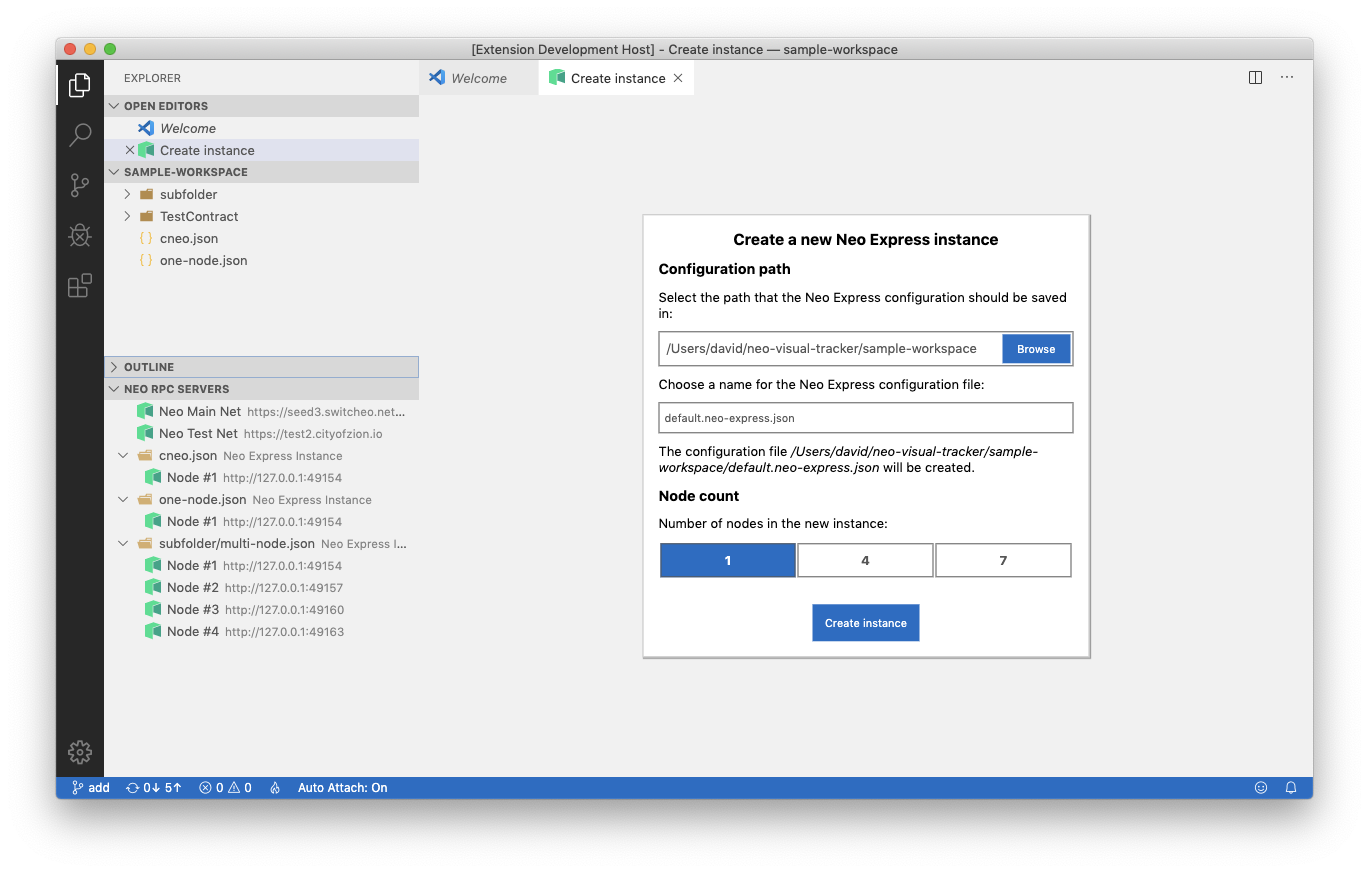 [Extension Development Host] - Create instance — sample-workspace
EXPLORER
OPEN EDITORS
Welcome
Create instance
SAMPLE-WORKSPACE
subfolder
TestContract
{ } cneo.json
{ } one-node.json
OUTLINE
NEO RPC SERVERS
Neo Main Net https://seed3.switcheo.net...
Neo Test Net https://test2.cityofzion.io
cneo.json Neo Express Instance
Node #1 http://127.0.0.1:49154
one-node.json Neo Express Instance
Node #1 http://127.0.0.1:49154
subfolder/multi-node.json Neo Express I...
Node #1 http://127.0.0.1:49154
Node #2 http://127.0.0.1:49157
Node #3 http://127.0.0.1:49160
Node #4 http://127.0.0.1:49163
Welcome
Create instance
Create a new Neo Express instance
Configuration path
Select the path that the Neo Express configuration should be saved
in:
/Users/david/neo-visual-tracker/sample-workspace
Browse
Choose a name for the Neo Express configuration file:
default.neo-express.json
The configuration file /Users/david/neo-visual-tracker/sample-
workspace/default.neo-express.json will be created.
Node count
Number of nodes in the new instance:
1 4 7
Create instance
add 0↓ 5↑ 0 0 Auto Attach: On